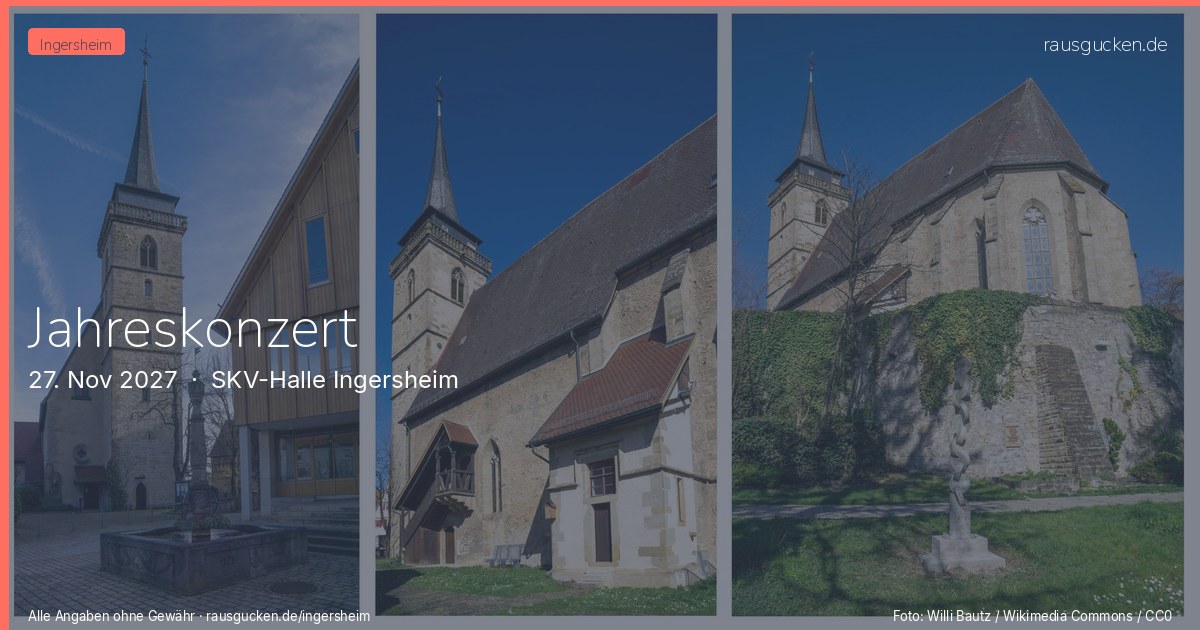 Ingersheim
rausgucken.de
Jahreskonzert
27. Nov 2027 · SKV-Halle Ingersheim
Alle Angaben ohne Gewähr · rausgucken.de/ingersheim
Foto: Willi Bautz / Wikimedia Commons / CC0